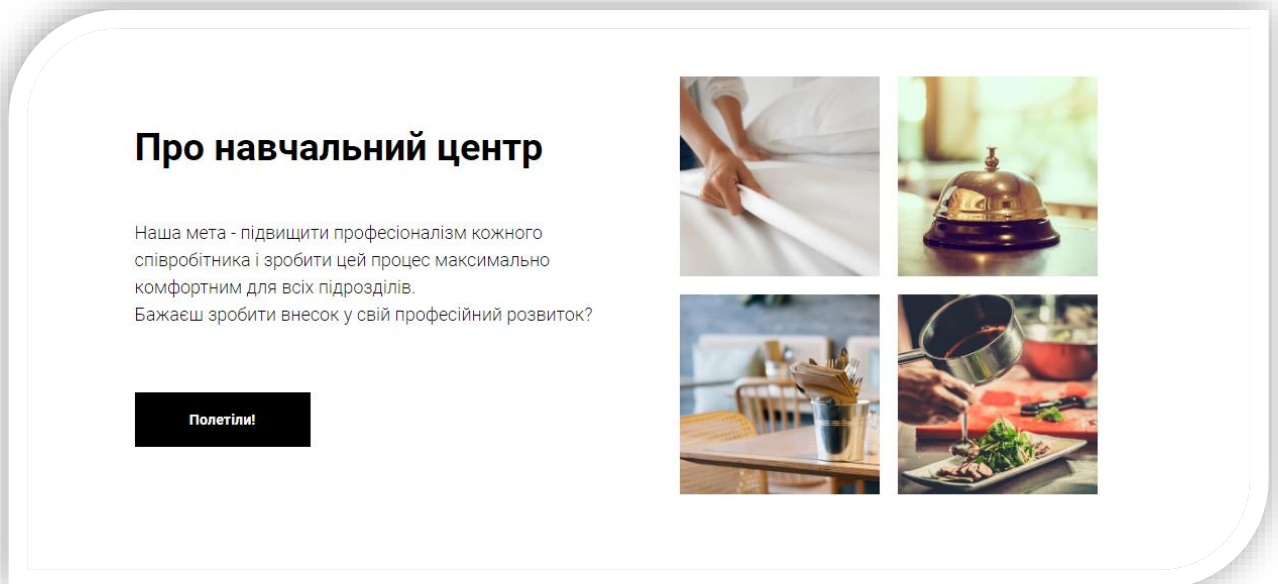 Про навчальний центр
Наша мета - підвищити професіоналізм кожного
співробітника і зробити цей процес максимально
комфортним для всіх підрозділів.
Бажаєш зробити внесок у свій професійний розвиток?
Полетіли!